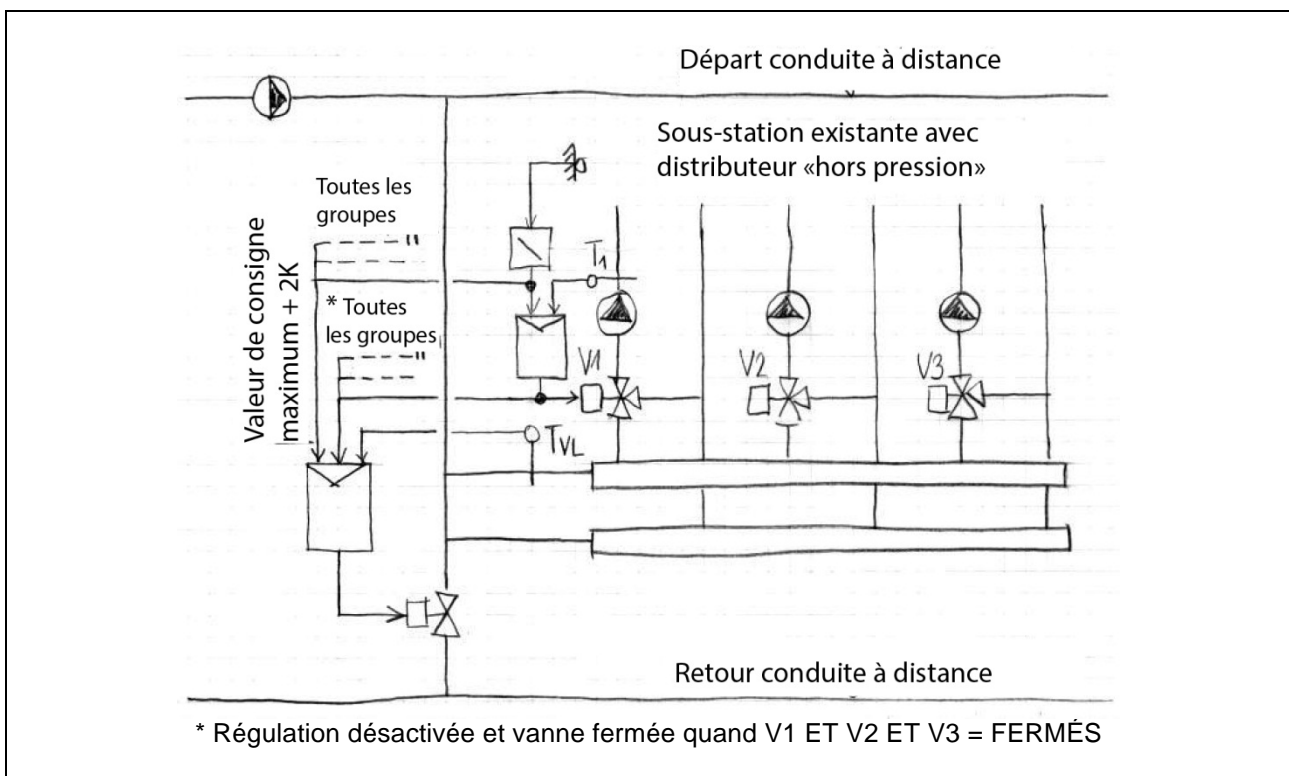 Départ conduite à distance
Sous-station existante avec
distributeur «hors pression»
Toutes les
groupes
"
Valeur de consigne
maximum + 2K
T1
* Toutes
les groupes
"
V1
V2
V3
TVL
Retour conduite à distance
* Régulation désactivée et vanne fermée quand V1 ET V2 ET V3 = FERMÉS